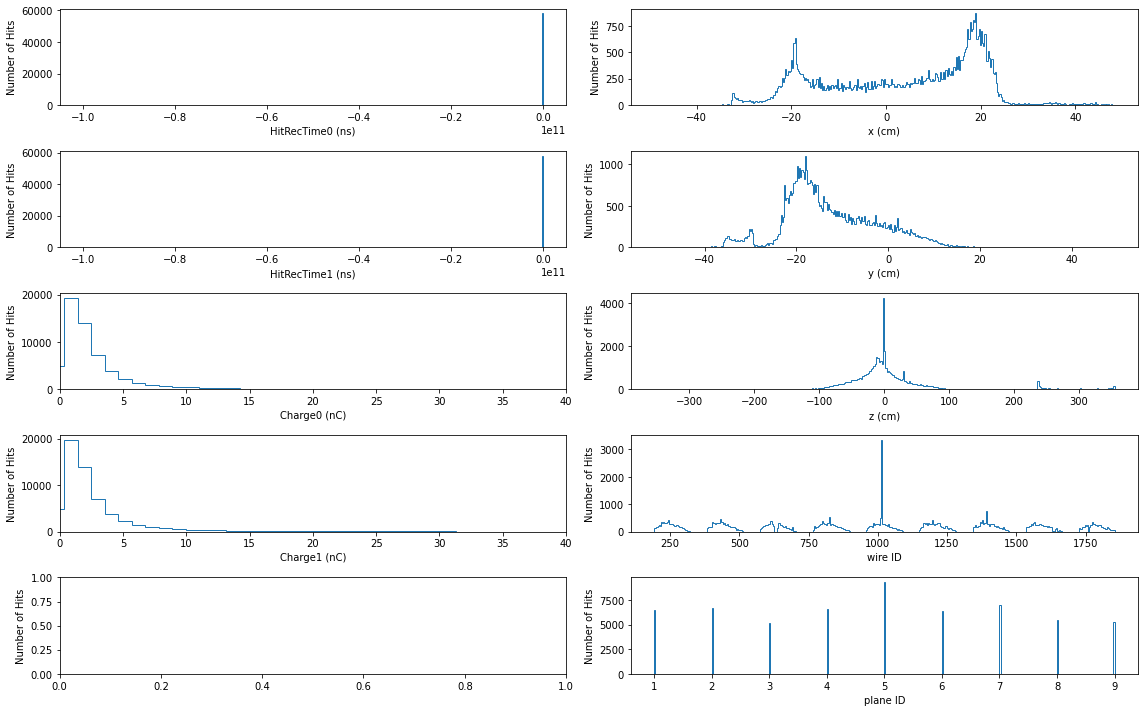 60000
40000
20000
0
Number of Hits
−1.0 −0.8 −0.6 −0.4 −0.2 0.0
1e11
HitRecTime0 (ns)
750
500
250
0
Number of Hits
−40 −20 0 20 40
x (cm)
60000
40000
20000
0
Number of Hits
−1.0 −0.8 −0.6 −0.4 −0.2 0.0
1e11
HitRecTime1 (ns)
1000
500
0
Number of Hits
−40 −20 0 20 40
y (cm)
20000
10000
0
Number of Hits
0 5 10 15 20 25 30 35 40
Charge0 (nC)
4000
2000
0
Number of Hits
−300 −200 −100 0 100 200 300
z (cm)
20000
10000
0
Number of Hits
0 5 10 15 20 25 30 35 40
Charge1 (nC)
3000
2000
1000
0
Number of Hits
250 500 750 1000 1250 1500 1750
wire ID
1.00
0.75
0.50
0.25
0.00
Number of Hits
0.0 0.2 0.4 0.6 0.8 1.0
7500
5000
2500
0
Number of Hits
1 2 3 4 5 6 7 8 9
plane ID